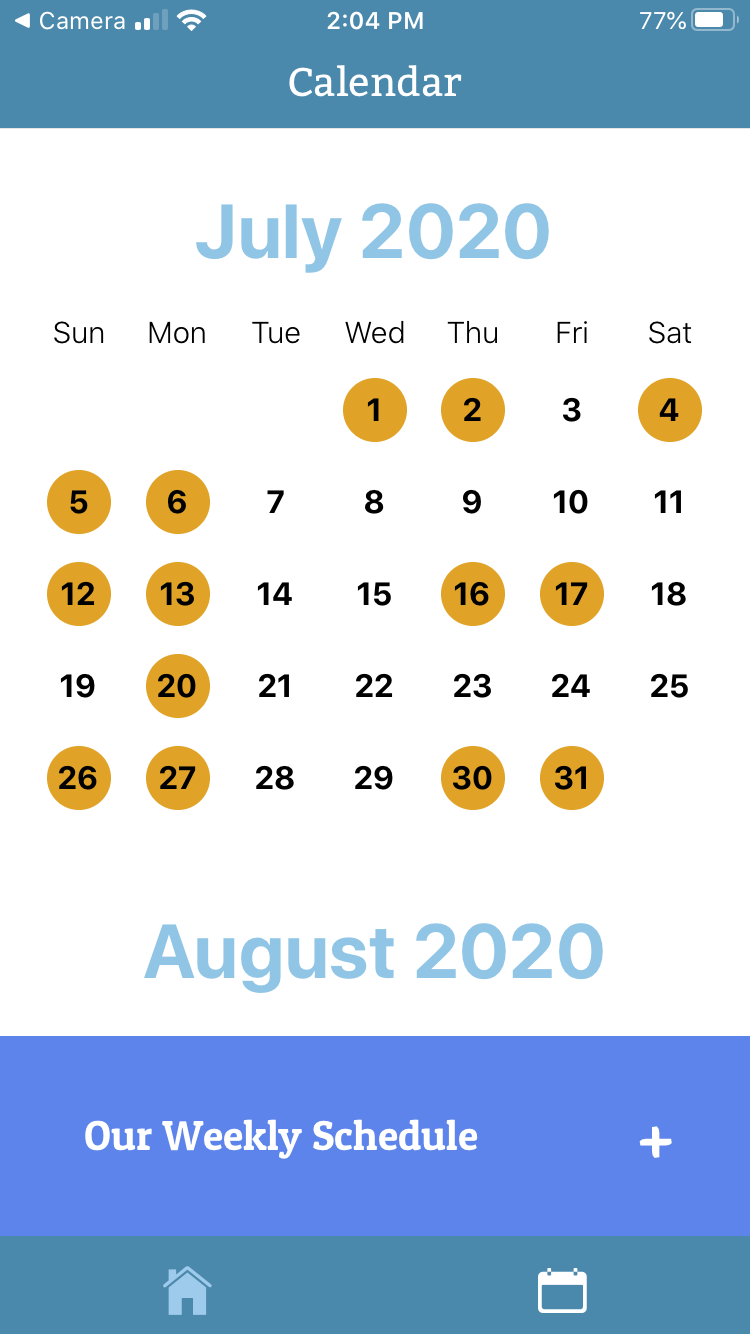 Camera 2:04 PM 77%
Calendar
July 2020
Sun Mon Tue Wed Thu Fri Sat
1 2 3 4
5 6 7 8 9 10 11
12 13 14 15 16 17 18
19 20 21 22 23 24 25
26 27 28 29 30 31
August 2020
Our Weekly Schedule +